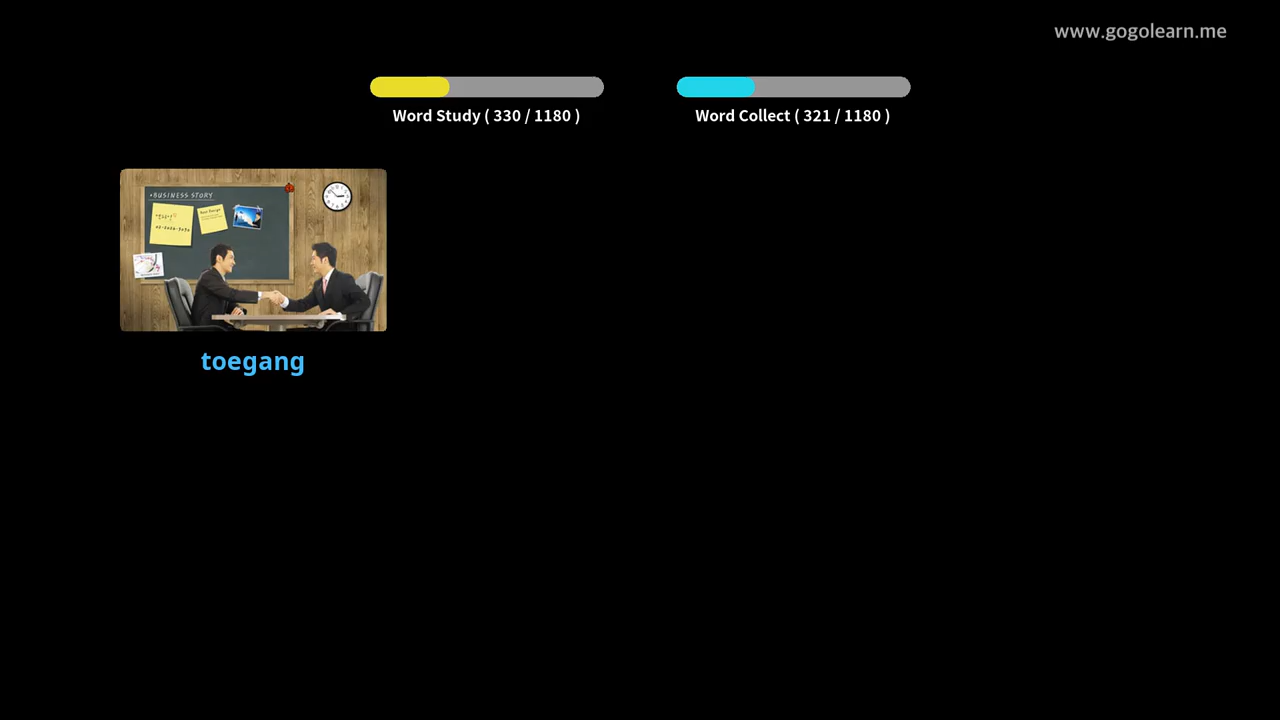 www.gogolearn.me
Word Study ( 330 / 1180 )
Word Collect ( 321 / 1180 )
•BUSINESS STORY
toegang